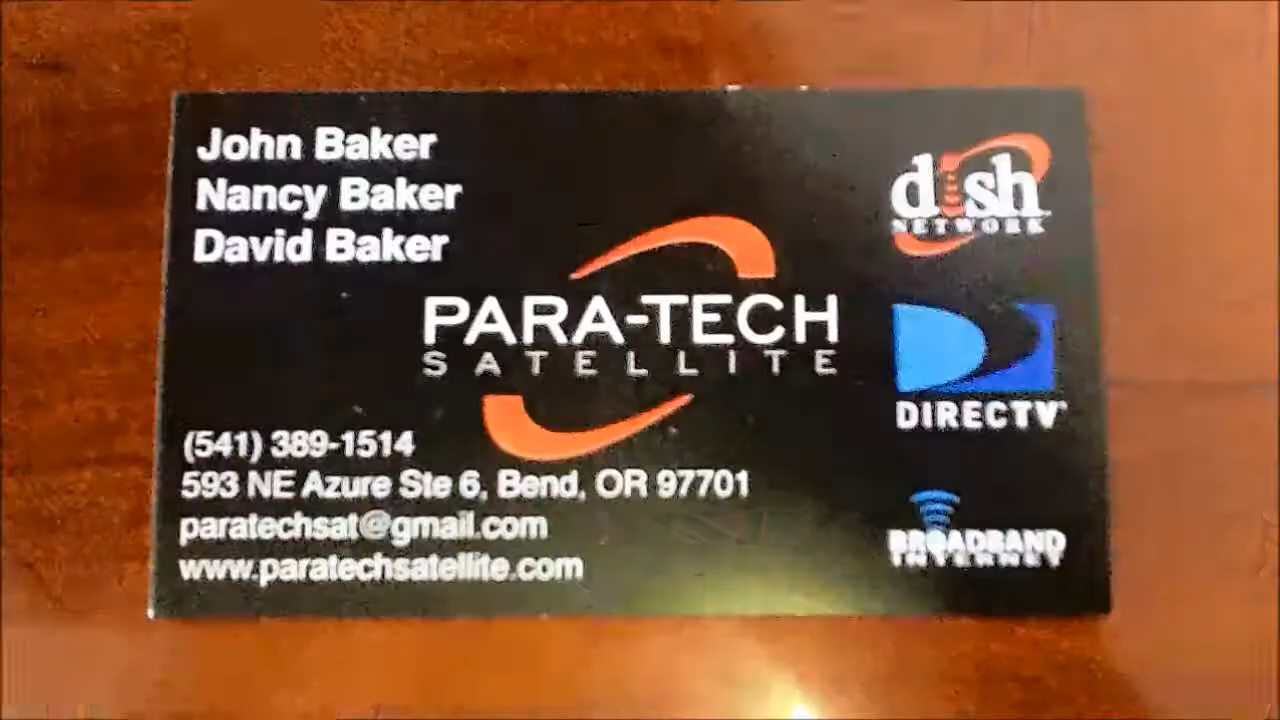 John Baker
Nancy Baker
David Baker
PARA-TECH
SATELLITE
(541) 389-1514
593 NE Azure Ste 6, Bend, OR 97701
paratechsat@gmail.com
www.paratechsatellite.com
dish
NETWORK
DIRECTV
BROADBAND
INTERNET